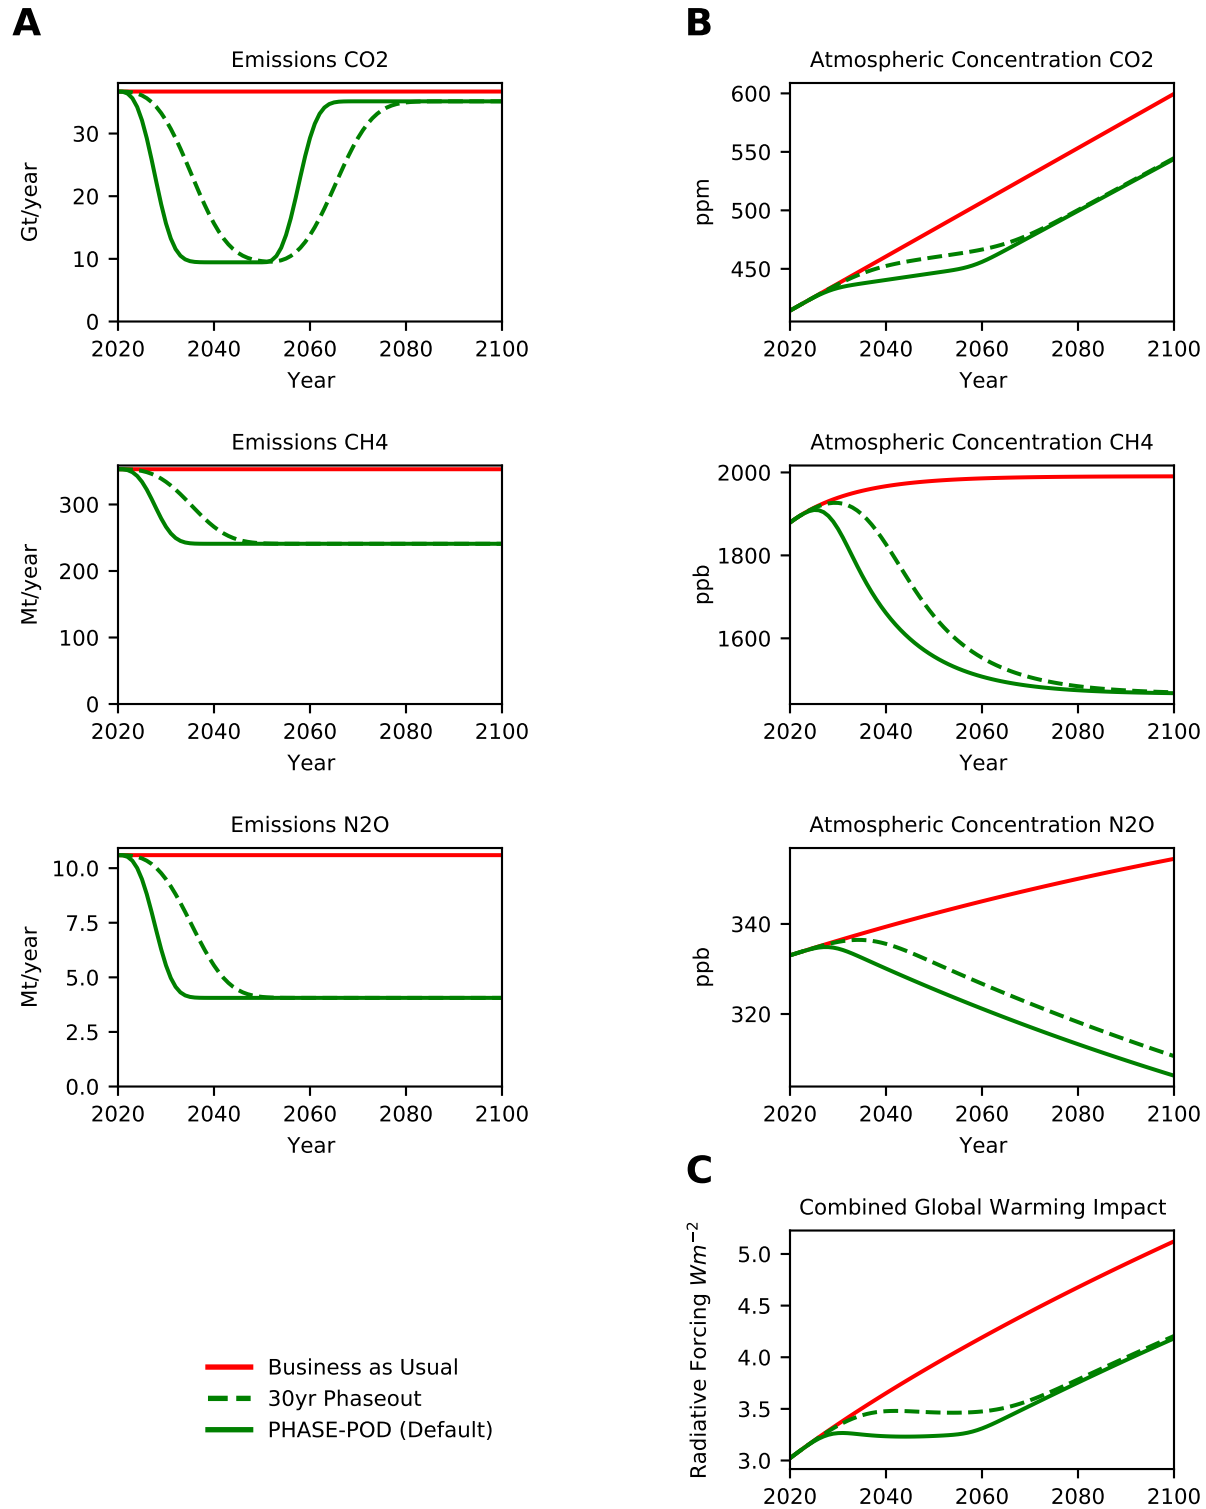 A
Emissions CO2
Gt/year
30
20
10
0
2020 2040 2060 2080 2100
Year
Emissions CH4
Mt/year
300
200
100
0
2020 2040 2060 2080 2100
Year
Emissions N2O
Mt/year
10.0
7.5
5.0
2.5
0.0
2020 2040 2060 2080 2100
Year
Business as Usual
30yr Phaseout
PHASE-POD (Default)
B
Atmospheric Concentration CO2
ppm
600
550
500
450
2020 2040 2060 2080 2100
Year
Atmospheric Concentration CH4
ppb
2000
1800
1600
2020 2040 2060 2080 2100
Year
Atmospheric Concentration N2O
ppb
340
320
2020 2040 2060 2080 2100
Year
C
Combined Global Warming Impact
Radiative Forcing Wm⁻²
5.0
4.5
4.0
3.5
3.0
2020 2040 2060 2080 2100